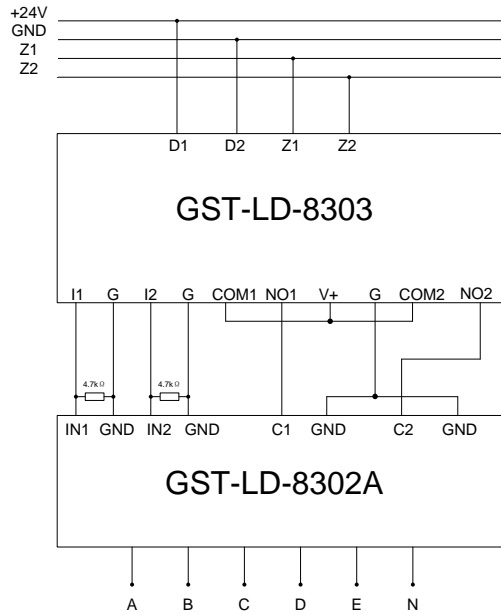 +24V
GND
Z1
Z2
D1 D2 Z1 Z2
GST-LD-8303
I1 G I2 G COM1 NO1 V+ G COM2 NO2
4.7kΩ 4.7kΩ
IN1 GND IN2 GND C1 GND C2 GND
GST-LD-8302A
A B C D E N